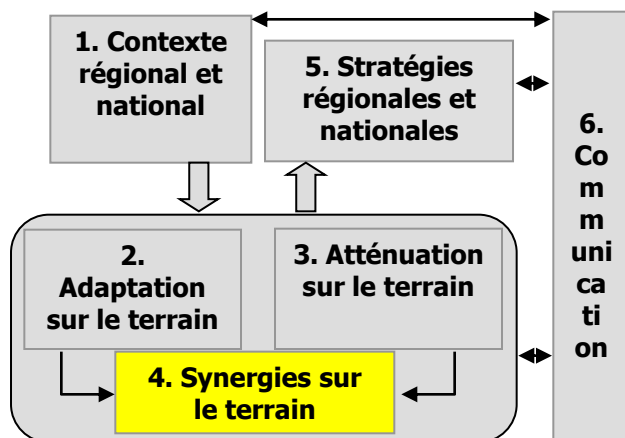 1. Contexte
régional et
national
5. Stratégies
régionales et
nationales
2.
Adaptation
sur le terrain
3. Atténuation
sur le terrain
4. Synergies sur
le terrain
6.
Co
m
m
uni
ca
ti
on